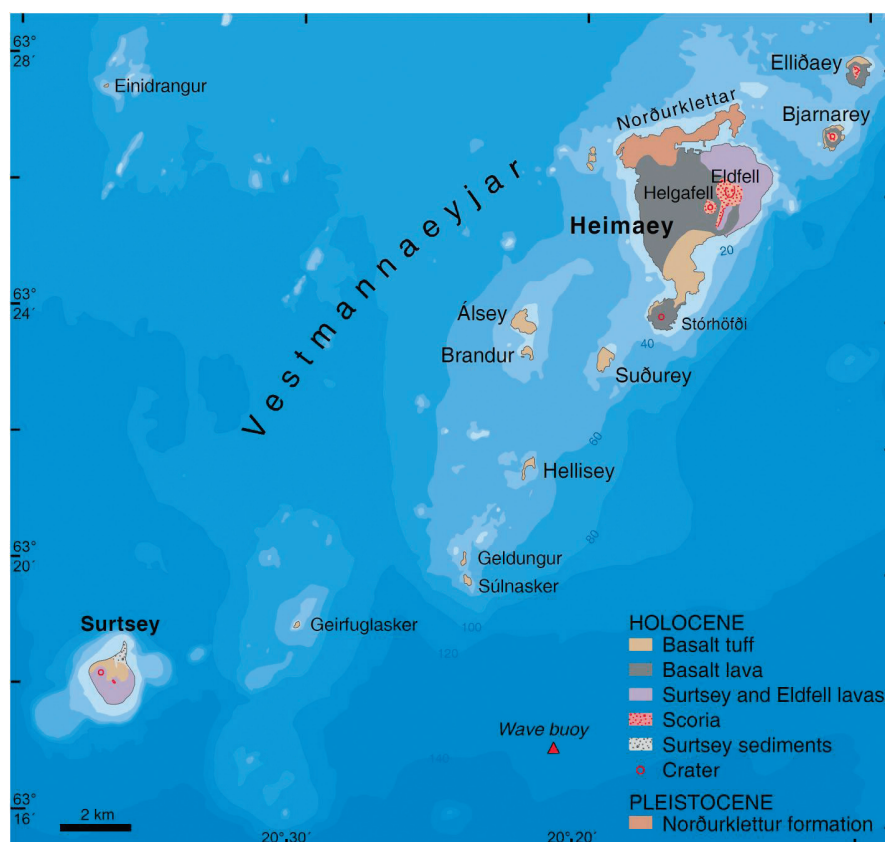 63°
28´
Einidrangur
Elliðaey
Norðurklettar
Bjarnarey
Eldfell
Helgafell
Heimaey
20
Vestmannaeyjar
63°
24´
Álsey
Stórhöfði
Brandur
40
Suðurey
60
Hellisey
80
63°
20´
Geldungur
Súlnasker
Surtsey
Geirfuglasker
100
120
HOLOCENE
Basalt tuff
Basalt lava
Surtsey and Eldfell lavas
Scoria
Wave buoy
Surtsey sediments
140
Crater
63°
16´
2 km
PLEISTOCENE
Norðurklettur formation
20°,30´
20°,20´